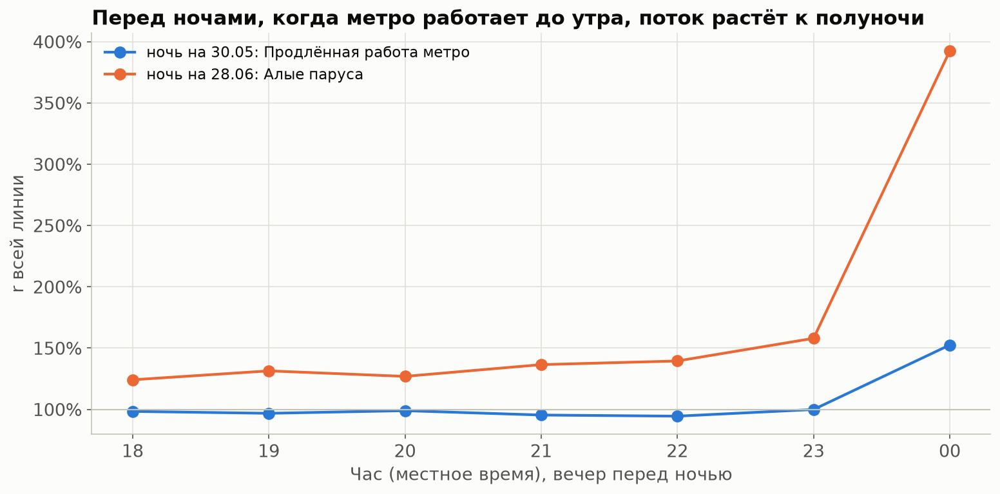 Перед ночами, когда метро работает до утра, поток растёт к полуночи
ночь на 30.05: Продлённая работа метро
ночь на 28.06: Алые паруса
r всей линии
400%
350%
300%
250%
200%
150%
100%
18 19 20 21 22 23 00
Час (местное время), вечер перед ночью